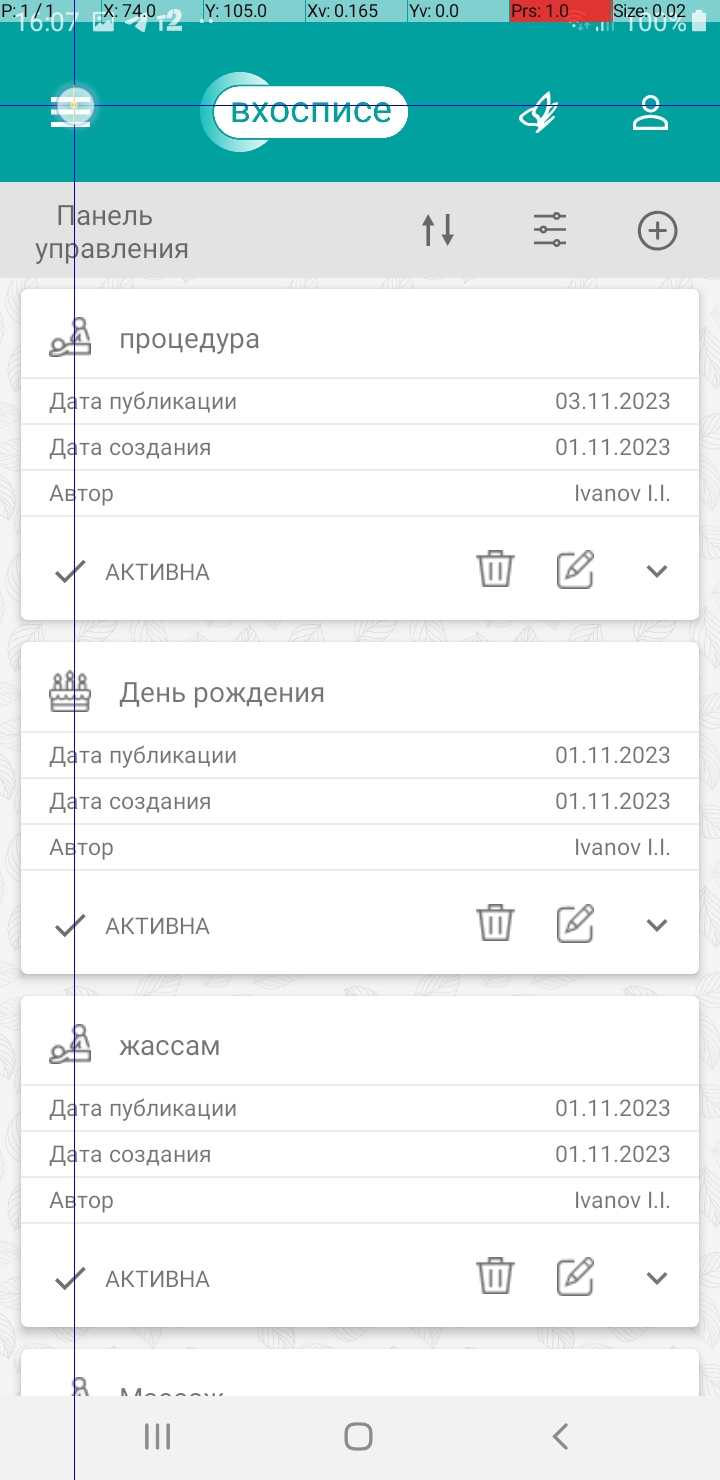 P: 1 / 1 X: 74.0 Y: 105.0 Xv: 0.165 Yv: 0.0 Prs: 1.0 Size: 0.02
16:07 т2 100%
вхосписе
Панель
управления
процедура
Дата публикации 03.11.2023
Дата создания 01.11.2023
Автор Ivanov I.I.
АКТИВНА
День рождения
Дата публикации 01.11.2023
Дата создания 01.11.2023
Автор Ivanov I.I.
АКТИВНА
жассам
Дата публикации 01.11.2023
Дата создания 01.11.2023
Автор Ivanov I.I.
АКТИВНА
Массаж